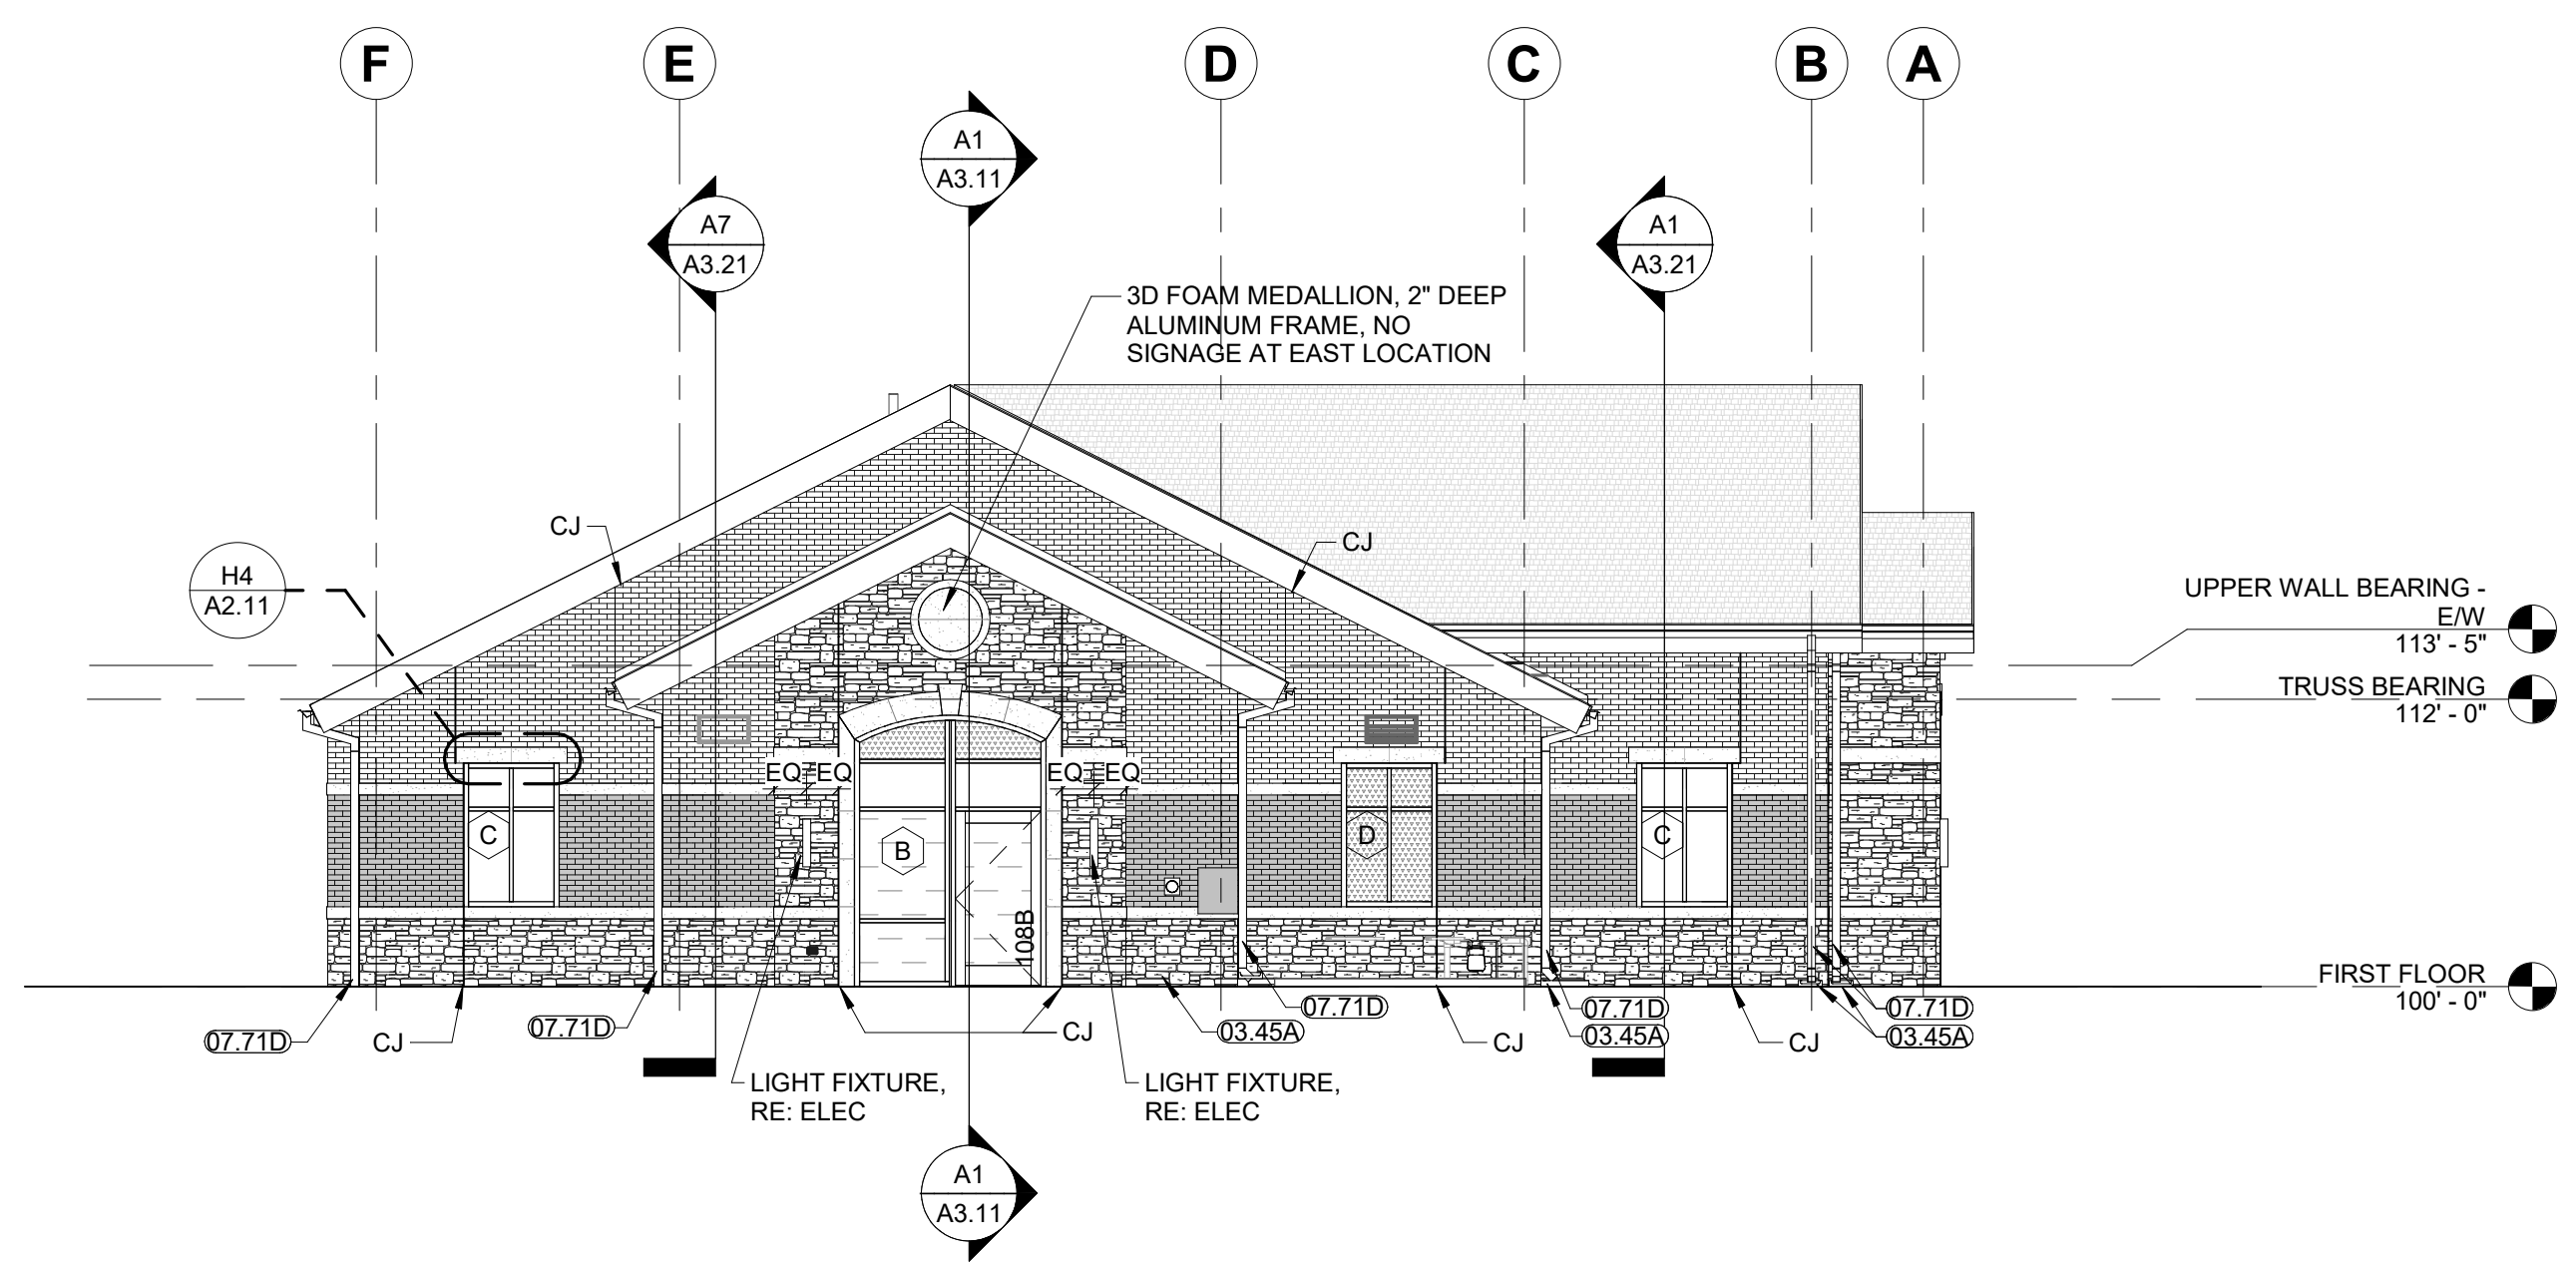 F
E
D
C
B
A
A1
A3.11
A7
A3.21
A1
A3.21
3D FOAM MEDALLION, 2" DEEP
ALUMINUM FRAME, NO
SIGNAGE AT EAST LOCATION
CJ
CJ
H4
A2.11
UPPER WALL BEARING -
E/W
113' - 5"
TRUSS BEARING
112' - 0"
EQ
EQ
EQ
EQ
C
B
D
C
108B
FIRST FLOOR
100' - 0"
07.71D
CJ
07.71D
CJ
03.45A
07.71D
CJ
07.71D
03.45A
CJ
07.71D
03.45A
LIGHT FIXTURE,
RE: ELEC
LIGHT FIXTURE,
RE: ELEC
A1
A3.11